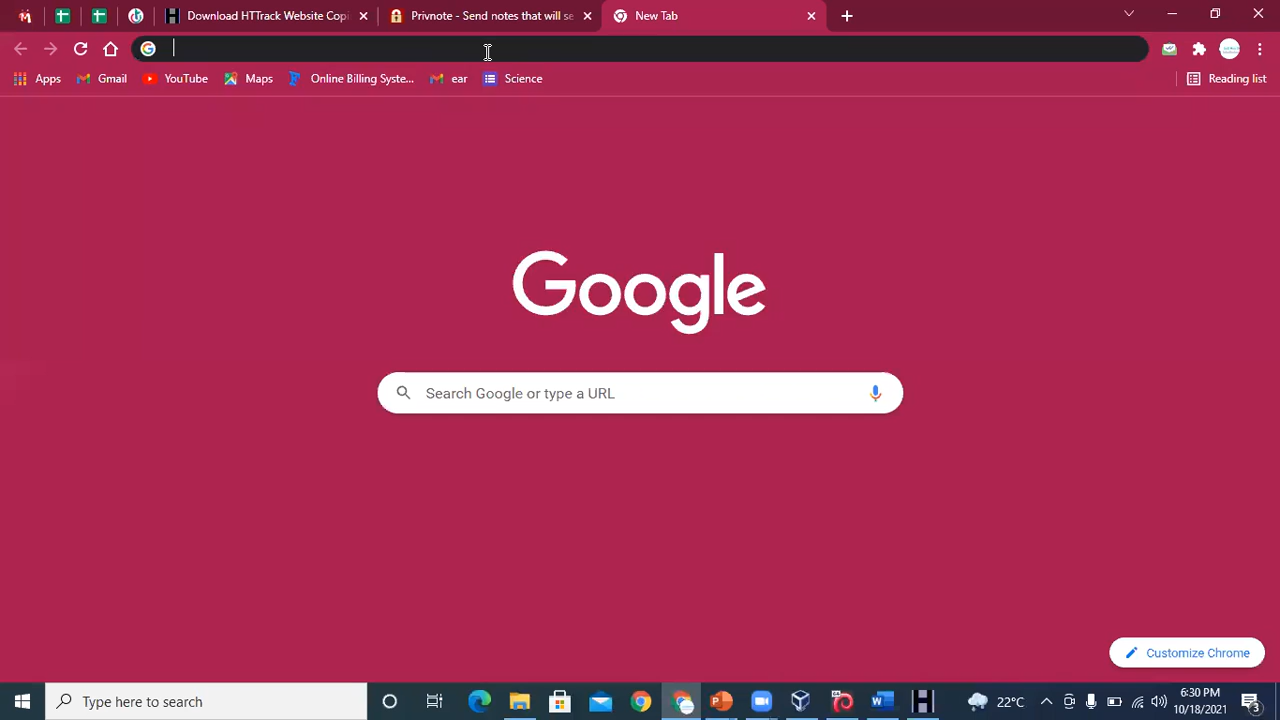 Download HTTrack Website Copi
Privnote - Send notes that will se
New Tab
Apps
Gmail
YouTube
Maps
Online Billing Syste...
ear
Science
Reading list
Google
Search Google or type a URL
Customize Chrome
Type here to search
22°C
6:30 PM
10/18/2021
3